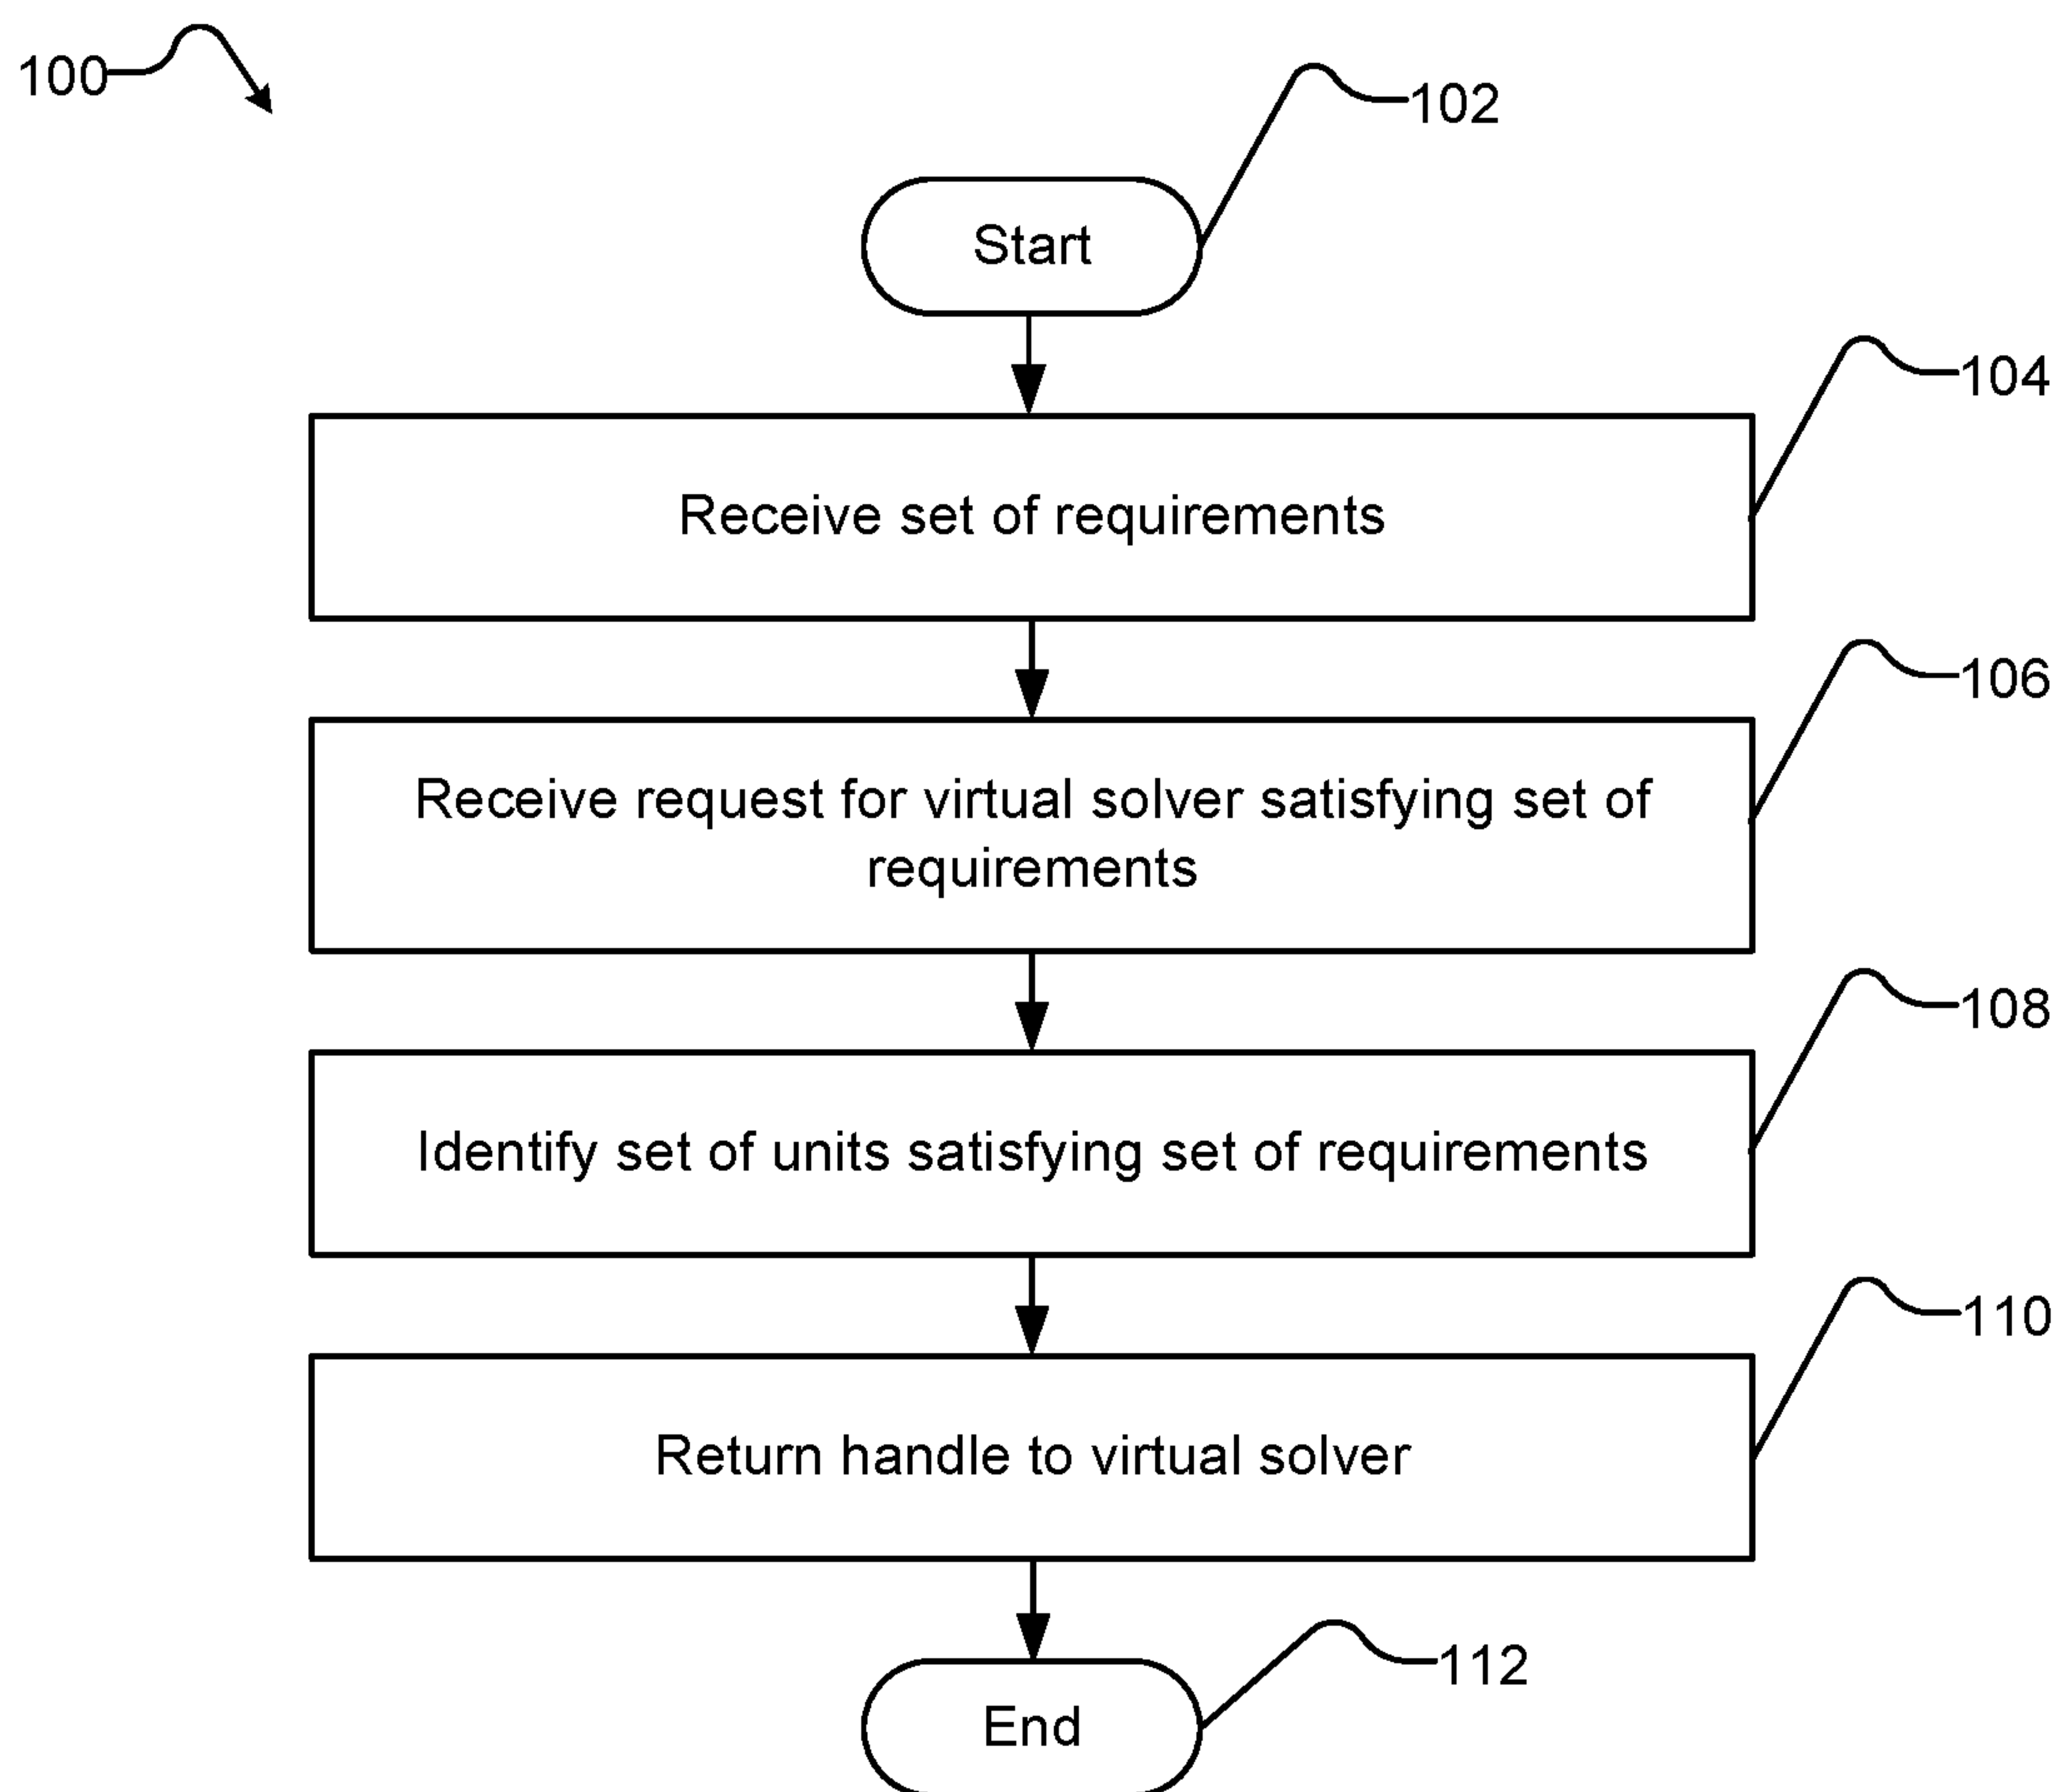 100
102
Start
104
Receive set of requirements
106
Receive request for virtual solver satisfying set of
requirements
108
Identify set of units satisfying set of requirements
110
Return handle to virtual solver
112
End